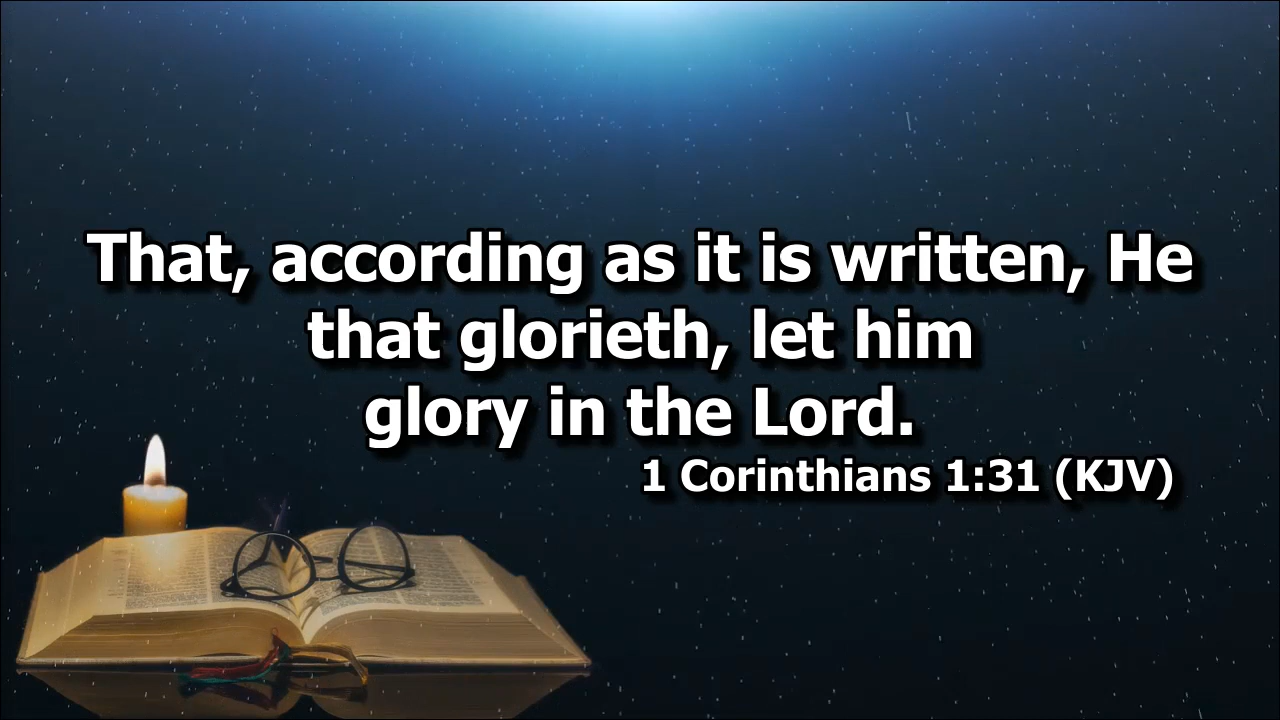 That, according as it is written, He
that glorieth, let him
glory in the Lord.
1 Corinthians 1:31 (KJV)